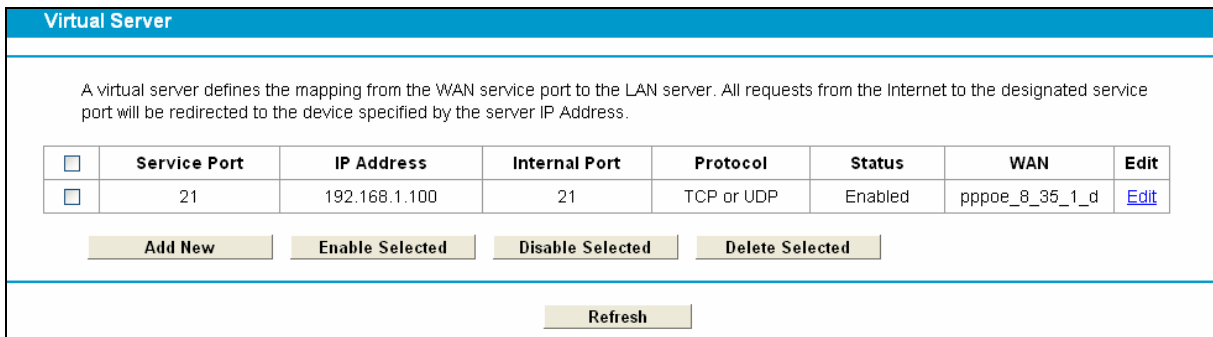 Virtual Server
A virtual server defines the mapping from the WAN service port to the LAN server. All requests from the Internet to the designated service
port will be redirected to the device specified by the server IP Address.
Service Port IP Address Internal Port Protocol Status WAN Edit
21 192.168.1.100 21 TCP or UDP Enabled pppoe_8_35_1_d Edit
Add New Enable Selected Disable Selected Delete Selected
Refresh